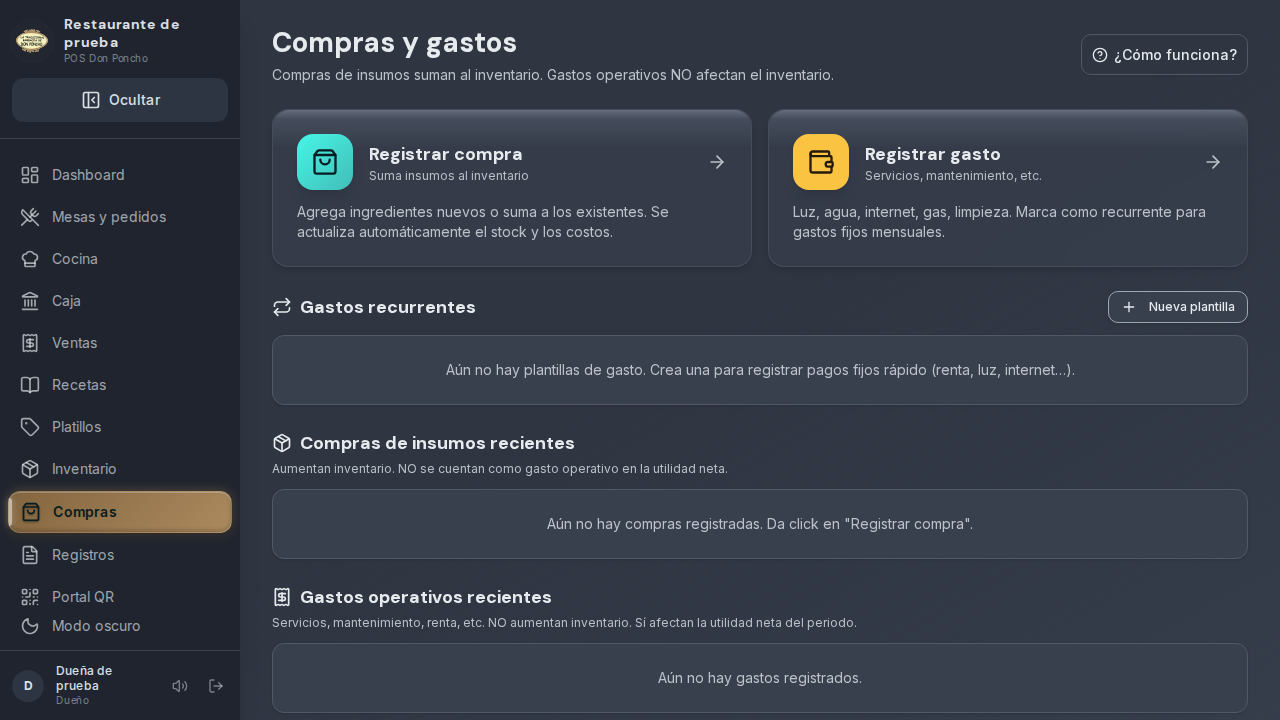 Restaurante de
prueba
POS Don Poncho
Ocultar
Dashboard
Mesas y pedidos
Cocina
Caja
Ventas
Recetas
Platillos
Inventario
Compras
Registros
Portal QR
Modo oscuro
D
Dueña de
prueba
Dueño
Compras y gastos
Compras de insumos suman al inventario. Gastos operativos NO afectan el inventario.
¿Cómo funciona?
Registrar compra
Suma insumos al inventario
Agrega ingredientes nuevos o suma a los existentes. Se
actualiza automáticamente el stock y los costos.
Registrar gasto
Servicios, mantenimiento, etc.
Luz, agua, internet, gas, limpieza. Marca como recurrente para
gastos fijos mensuales.
Gastos recurrentes
Nueva plantilla
Aún no hay plantillas de gasto. Crea una para registrar pagos fijos rápido (renta, luz, internet…).
Compras de insumos recientes
Aumentan inventario. NO se cuentan como gasto operativo en la utilidad neta.
Aún no hay compras registradas. Da click en "Registrar compra".
Gastos operativos recientes
Servicios, mantenimiento, renta, etc. NO aumentan inventario. Sí afectan la utilidad neta del periodo.
Aún no hay gastos registrados.